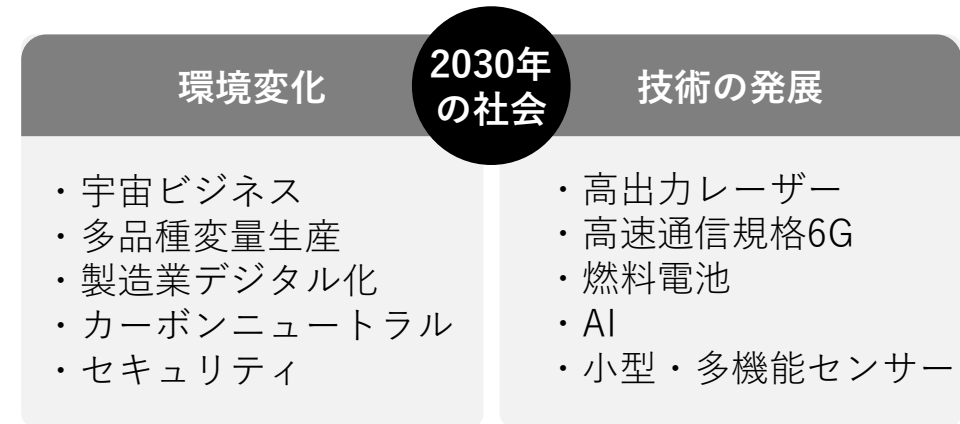 2030年
の社会
環境変化
・宇宙ビジネス
・多品種変量生産
・製造業デジタル化
・カーボンニュートラル
・セキュリティ
技術の発展
・高出力レーザー
・高速通信規格6G
・燃料電池
・AI
・小型・多機能センサー